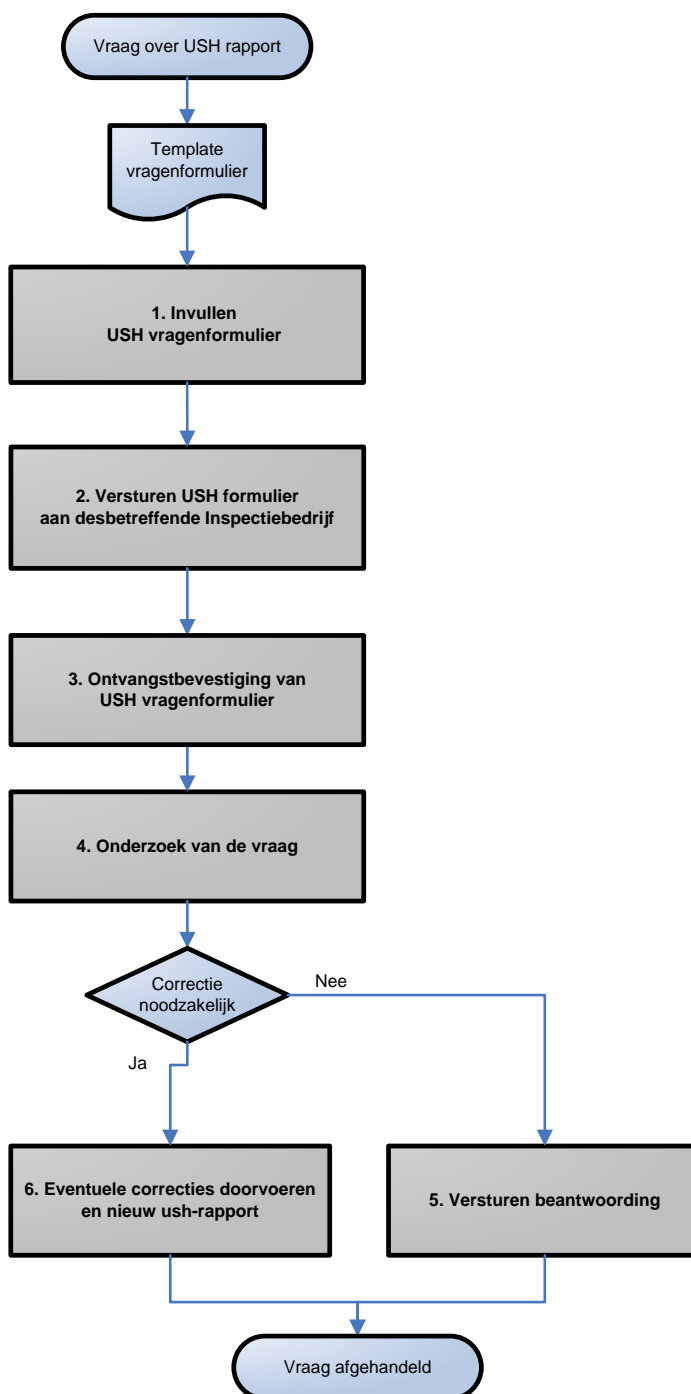 Vraag over USH rapport
Template
vragenformulier
1. Invullen
USH vragenformulier
2. Versturen USH formulier
aan desbetreffende Inspectiebedrijf
3. Ontvangstbevestiging van
USH vragenformulier
4. Onderzoek van de vraag
Correctie
noodzakelijk
Nee
Ja
6. Eventuele correcties doorvoeren
en nieuw ush-rapport
5. Versturen beantwoording
Vraag afgehandeld